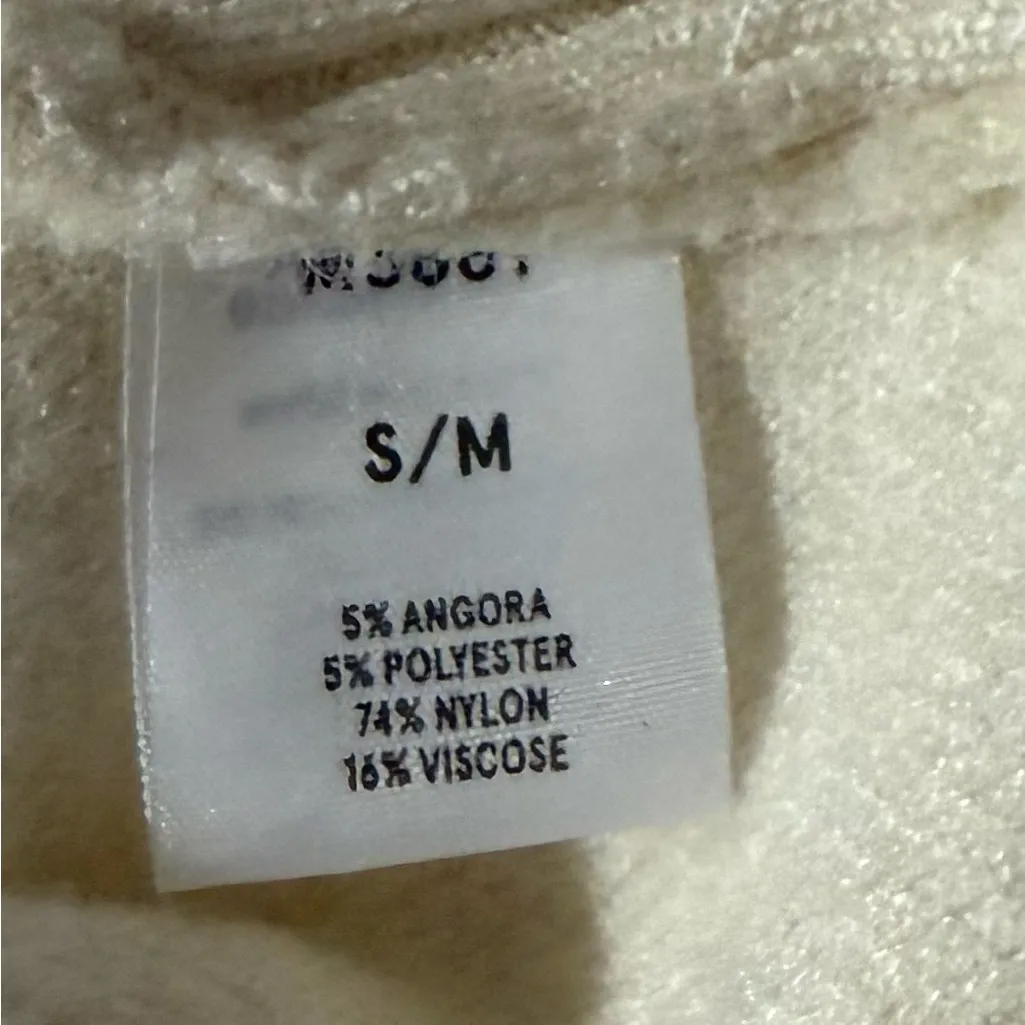 S/M
5% ANGORA
5% POLYESTER
74% NYLON
16% VISCOSE